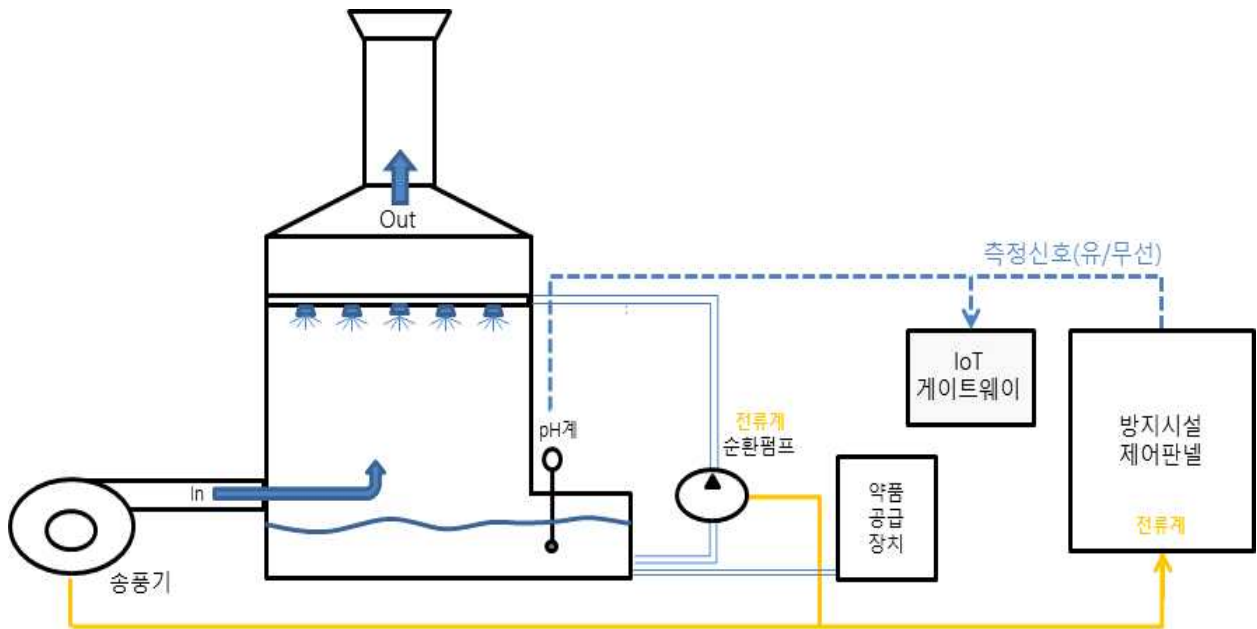 Out
측정신호(유/무선)
IoT
게이트웨이
방지시설
제어판넬
전류계
pH계
전류계
순환펌프
약품
공급
장치
In
송풍기